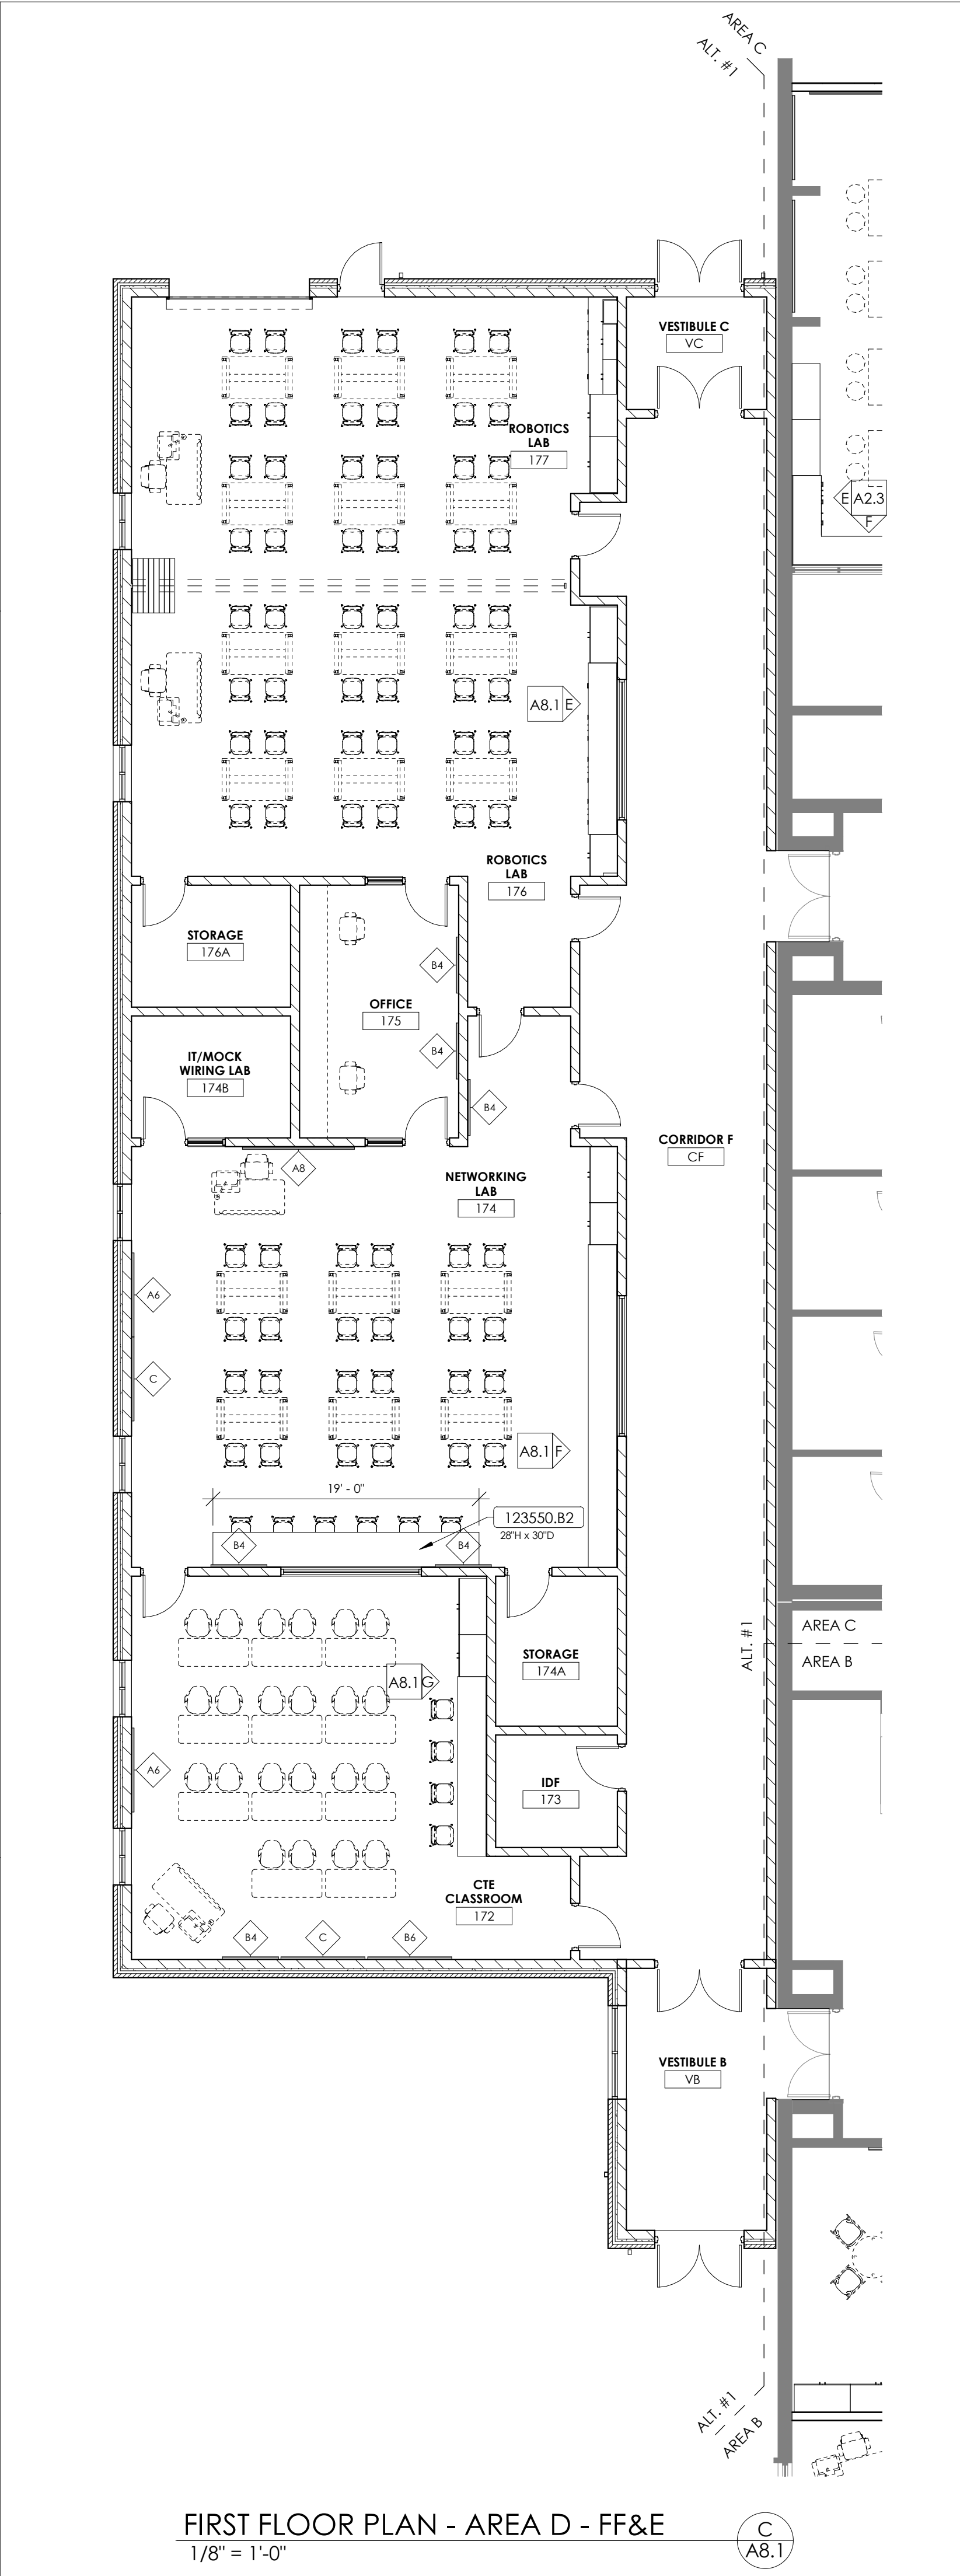 AREA C
ALT. #1
VESTIBULE C
VC
ROBOTICS
LAB
177
E
A2.3
F
A8.1
E
ROBOTICS
LAB
176
STORAGE
176A
B4
OFFICE
175
B4
IT/MOCK
WIRING LAB
174B
B4
CORRIDOR F
CF
A8
NETWORKING
LAB
174
A6
C
A8.1
F
19' - 0"
123550.B2
28"H x 30"D
B4
B4
ALT. #1
AREA C
AREA B
STORAGE
174A
A8.1
G
A6
IDF
173
CTE
CLASSROOM
172
B4
C
B6
VESTIBULE B
VB
ALT. #1
AREA B
FIRST FLOOR PLAN - AREA D - FF&E
1/8" = 1'-0"
C
A8.1